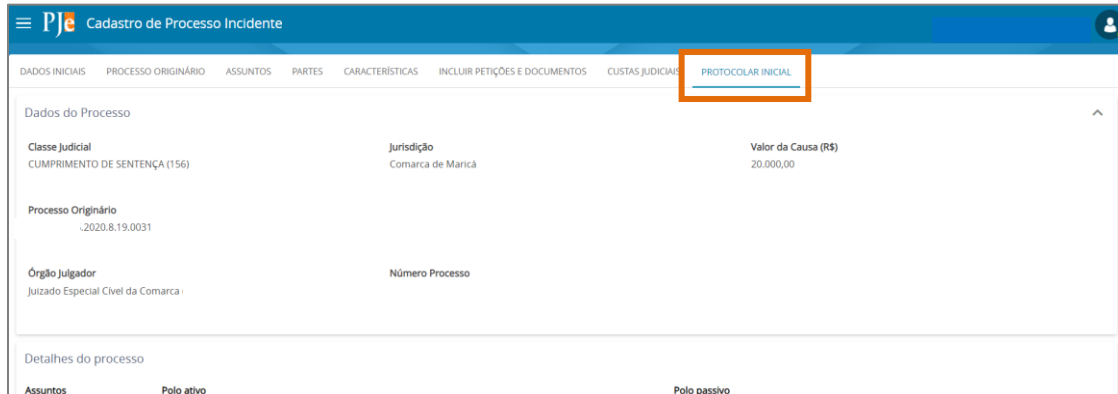 PJe Cadastro de Processo Incidente
DADOS INICIAIS PROCESSO ORIGINÁRIO ASSUNTOS PARTES CARACTERÍSTICAS INCLUIR PETIÇÕES E DOCUMENTOS CUSTAS JUDICIAIS PROTOCOLAR INICIAL
Dados do Processo
Classe Judicial Jurisdição Valor da Causa (R$)
CUMPRIMENTO DE SENTENÇA (156) Comarca de Maricá 20.000,00
Processo Originário
.2020.8.19.0031
Órgão Julgador Número Processo
Juizado Especial Cível da Comarca
Detalhes do processo
Assuntos Polo ativo Polo passivo